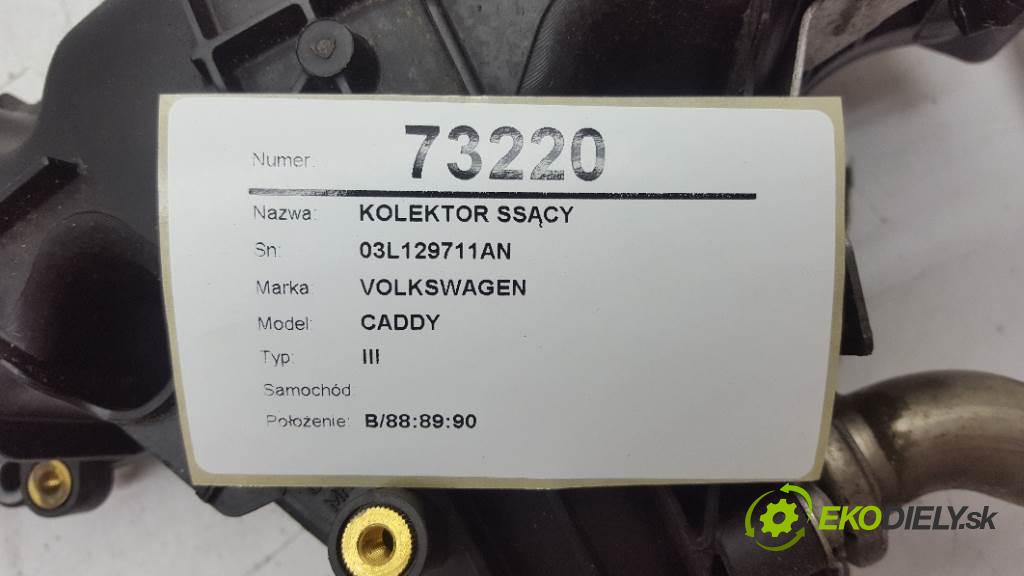 Numer: 73220
Nazwa: KOLEKTOR SSĄCY
Sn: 03L129711AN
Marka: VOLKSWAGEN
Model: CADDY
Typ: III
Samochód:
Położenie: B/88:89:90
EKODIELY.sk